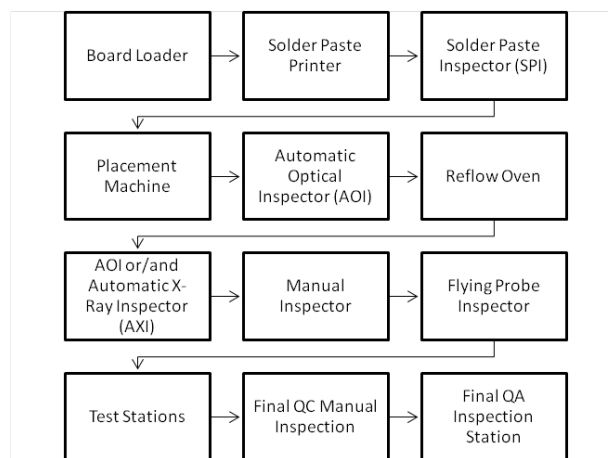 Board Loader
Solder Paste
Printer
Solder Paste
Inspector (SPI)
Placement
Machine
Automatic
Optical
Inspector (AOI)
Reflow Oven
AOI or/and
Automatic X-
Ray Inspector
(AXI)
Manual
Inspector
Flying Probe
Inspector
Test Stations
Final QC Manual
Inspection
Final QA
Inspection
Station